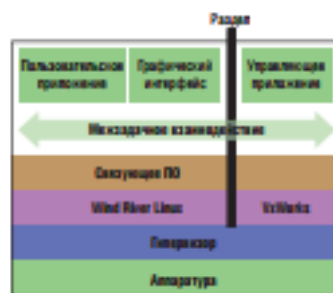 Раздел
Пользовательское приложение
Графический интерфейс
Управляющее приложение
Межзадачное взаимодействие
Связующее ПО
Wind River Linux
VxWorks
Гипервизор
Аппаратура